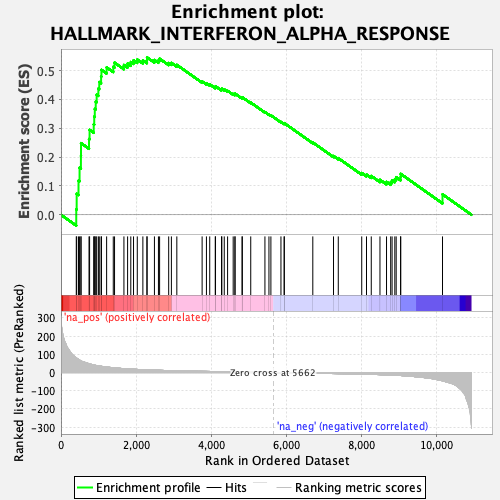 Enrichment plot:
HALLMARK_INTERFERON_ALPHA_RESPONSE
Enrichment score (ES)
0.5
0.4
0.3
0.2
0.1
0.0
'na_pos' (positively correlated)
Ranked list metric (PreRanked)
300
200
100
0
-100
-200
-300
Zero cross at 5662
'na_neg' (negatively correlated)
0
2,000
4,000
6,000
8,000
10,000
Rank in Ordered Dataset
Enrichment profile
Hits
Ranking metric scores